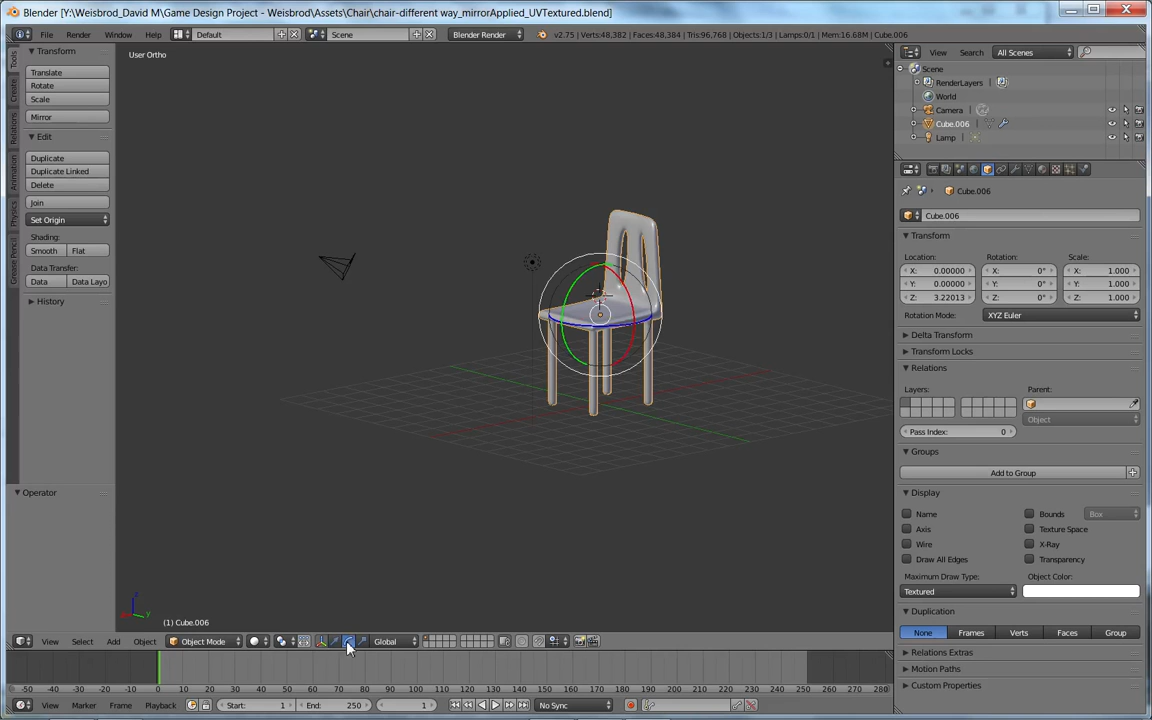 Blender [Y:\Weisbrod_David M\Game Design Project - Weisbrod\Assets\Chair\chair-different way_mirrorApplied_UVTextured.blend]
File Render Window Help Default Scene Blender Render v2.75 | Verts:48,382 | Faces:48,384 | Tris:96,768 | Objects:1/3 | Lamps:0/1 | Mem:16.68M | Cube.006
Tools
Create
Relations
Animation
Physics
Grease Pencil
Transform
Translate
Rotate
Scale
Mirror
Edit
Duplicate
Duplicate Linked
Delete
Join
Set Origin
Shading:
Smooth Flat
Data Transfer:
Data Data Layo
History
Operator
User Ortho
z
y
(1) Cube.006
View Select Add Object Object Mode Global
View Search All Scenes
Scene
RenderLayers
World
Camera
Cube.006
Lamp
Cube.006
Cube.006
Transform
Location: Rotation: Scale:
X: 0.00000 X: 0° X: 1.000
Y: 0.00000 Y: 0° Y: 1.000
Z: 3.22013 Z: 0° Z: 1.000
Rotation Mode: XYZ Euler
Delta Transform
Transform Locks
Relations
Layers: Parent:
Object
Pass Index: 0
Groups
Add to Group
Display
Name Bounds Box
Axis Texture Space
Wire X-Ray
Draw All Edges Transparency
Maximum Draw Type: Object Color:
Textured
Duplication
None Frames Verts Faces Group
Relations Extras
Motion Paths
Custom Properties
-50 -40 -30 -20 -10 0 10 20 30 40 50 60 70 80 90 100 110 120 130 140 150 160 170 180 190 200 210 220 230 240 250 260 270 280
View Marker Frame Playback Start: 1 End: 250 1 No Sync